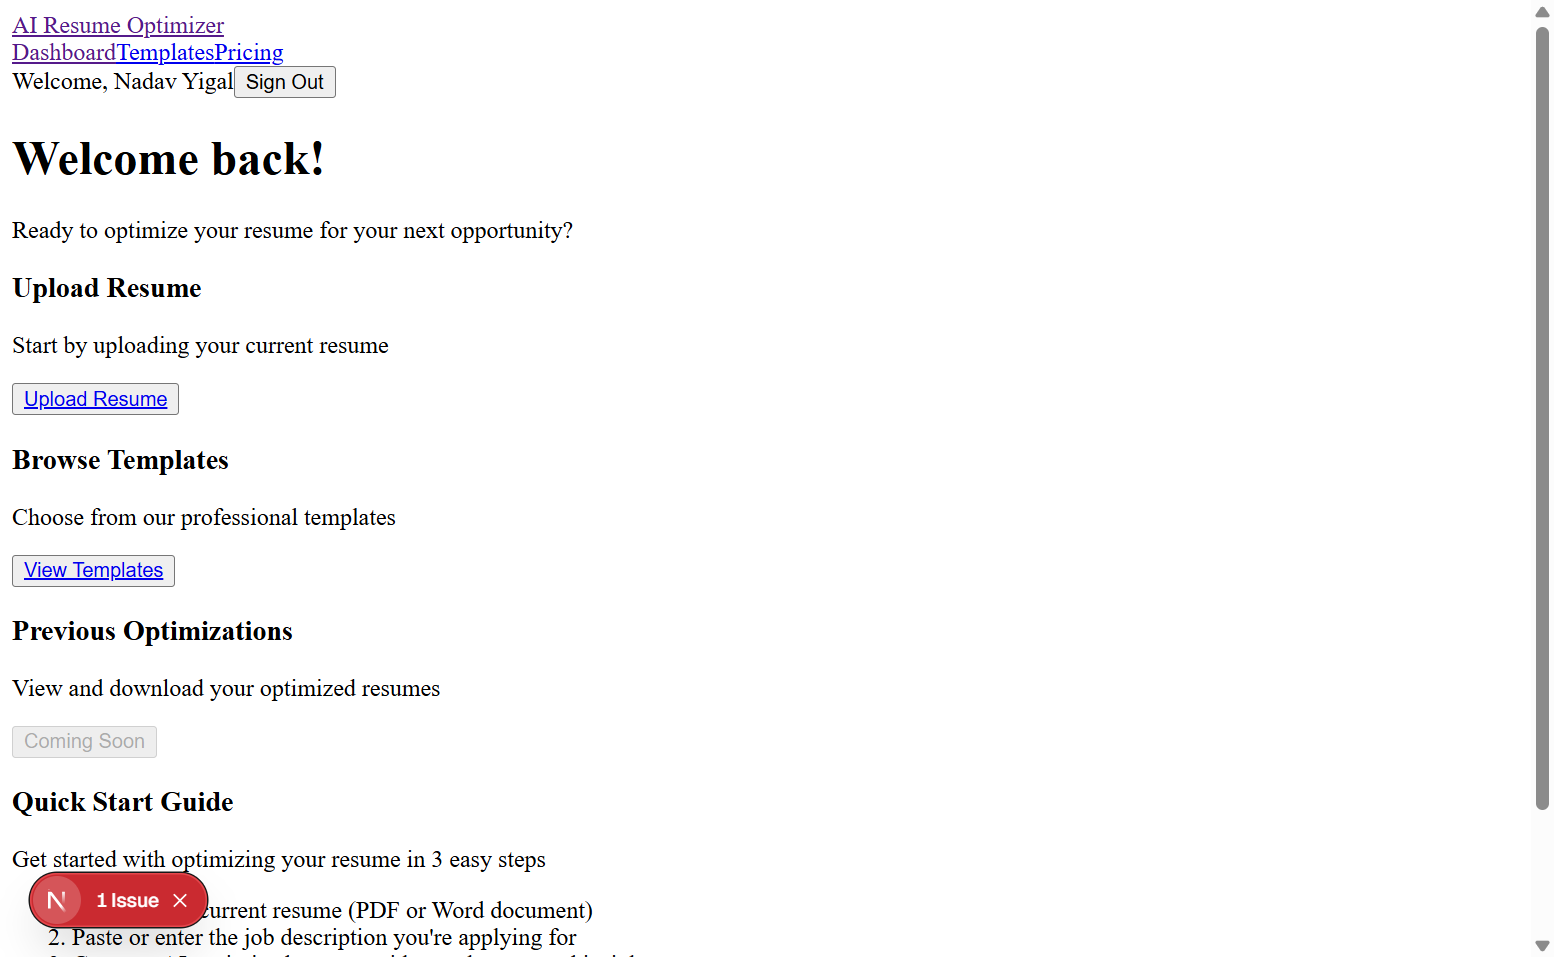 AI Resume Optimizer
DashboardTemplatesPricing
Welcome, Nadav Yigal Sign Out
Welcome back!
Ready to optimize your resume for your next opportunity?
Upload Resume
Start by uploading your current resume
Upload Resume
Browse Templates
Choose from our professional templates
View Templates
Previous Optimizations
View and download your optimized resumes
Coming Soon
Quick Start Guide
Get started with optimizing your resume in 3 easy steps
N 1 Issue
current resume (PDF or Word document)
2. Paste or enter the job description you're applying for